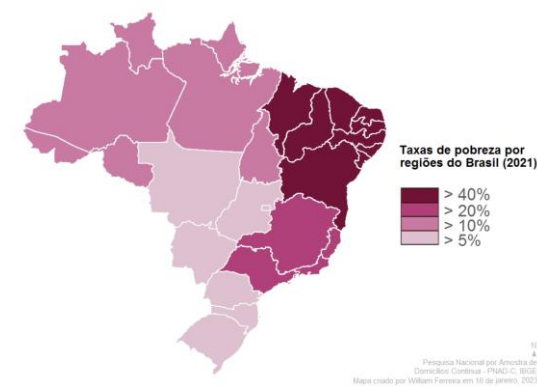 Taxas de pobreza por
regiões do Brasil (2021)
> 40%
> 20%
> 10%
> 5%
N
Pesquisa Nacional por Amostra de
Domicílios Contínua - PNAD-C, IBGE
Mapa criado por William Ferreira em 16 de janeiro, 2023